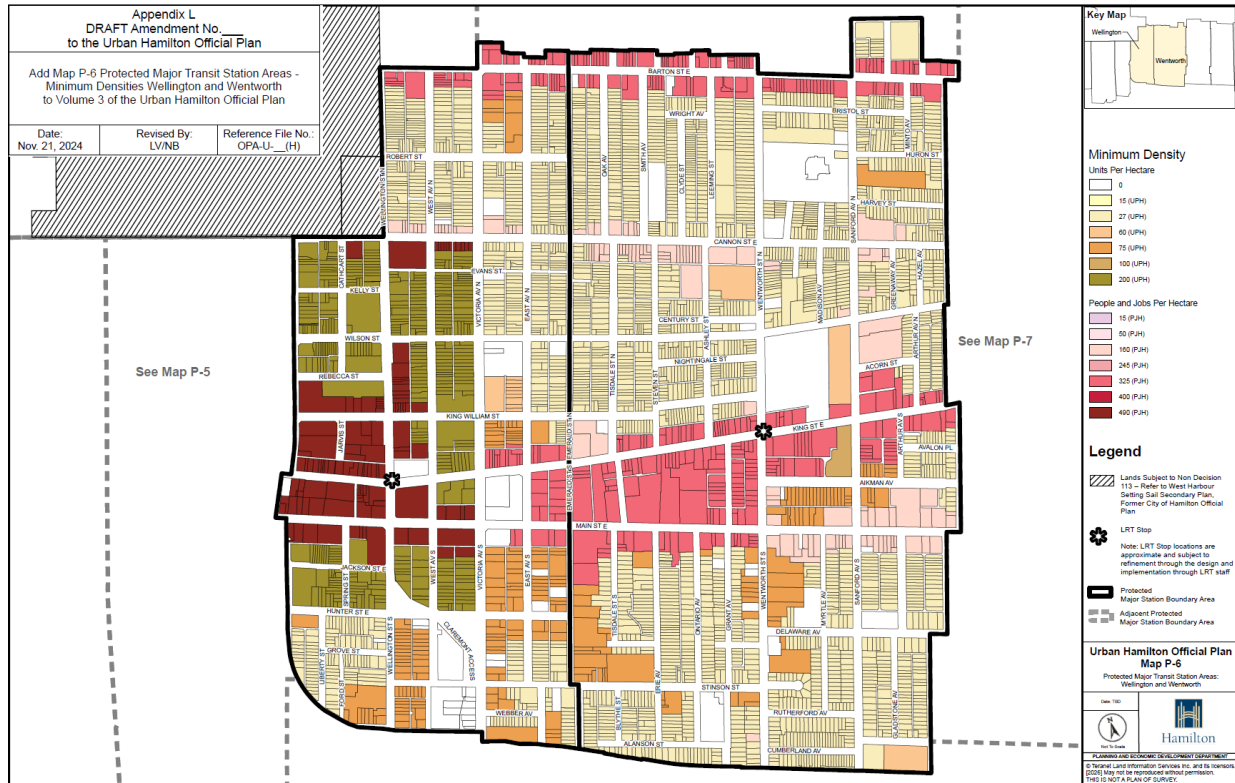 Appendix L
DRAFT Amendment No.___
to the Urban Hamilton Official Plan
Add Map P-6 Protected Major Transit Station Areas -
Minimum Densities Wellington and Wentworth
to Volume 3 of the Urban Hamilton Official Plan
Date:
Nov. 21, 2024
Revised By:
LV/NB
Reference File No.:
OPA-U-__(H)
See Map P-5
See Map P-7
BARTON ST E
WRIGHT AV
BRISTOL ST
MINTO AV
HURON ST
ROBERT ST
WELLINGTON ST N
WEST AV N
OAK AV
SMITH AV
CLYDE ST
LEEMING ST
HARVEY ST
SANFORD AV N
CANNON ST E
CATHCART ST
EVANS ST
KELLY ST
VICTORIA AV N
EAST AV N
WENTWORTH ST N
MADISON AV
GREENAWAY AV
HAZEL AV
CENTURY ST
ASHLEY ST
WILSON ST
NIGHTINGALE ST
ARTHUR AV N
REBECCA ST
TISDALE ST N
STEVEN ST
ACORN ST
KING WILLIAM ST
EMERALD ST N
KING ST E
JARVIS ST
ARTHUR AV S
AVALON PL
EMERALD ST S
AIKMAN AV
MAIN ST E
JACKSON ST E
SPRING ST
WEST AV S
VICTORIA AV S
EAST AV S
WENTWORTH ST S
HUNTER ST E
TISDALE ST S
ONTARIO AV
GRANT AV
MYRTLE AV
SANFORD AV S
DELAWARE AV
GROVE ST
LIBERTY ST
FORD ST
WELLINGTON ST S
CLAREMONT ACCESS
STINSON ST
ERIE AV
BLYTHE ST
WEBBER AV
RUTHERFORD AV
GLADSTONE AV
ALANSON ST
CUMBERLAND AV
Key Map
Wellington
Wentworth
Minimum Density
Units Per Hectare
0
15 (UPH)
27 (UPH)
60 (UPH)
75 (UPH)
100 (UPH)
200 (UPH)
People and Jobs Per Hectare
15 (PJH)
50 (PJH)
160 (PJH)
245 (PJH)
325 (PJH)
400 (PJH)
490 (PJH)
Legend
Lands Subject to Non Decision
113 – Refer to West Harbour
Setting Sail Secondary Plan,
Former City of Hamilton Official
Plan
LRT Stop
Note: LRT Stop locations are
approximate and subject to
refinement through the design and
implementation through LRT staff
Protected
Major Station Boundary Area
Adjacent Protected
Major Station Boundary Area
Urban Hamilton Official Plan
Map P-6
Protected Major Transit Station Areas:
Wellington and Wentworth
Date: TBD
N
Not To Scale
Hamilton
PLANNING AND ECONOMIC DEVELOPMENT DEPARTMENT
© Teranet Land Information Services Inc. and its licensors.
[2026] May not be reproduced without permission.
THIS IS NOT A PLAN OF SURVEY.